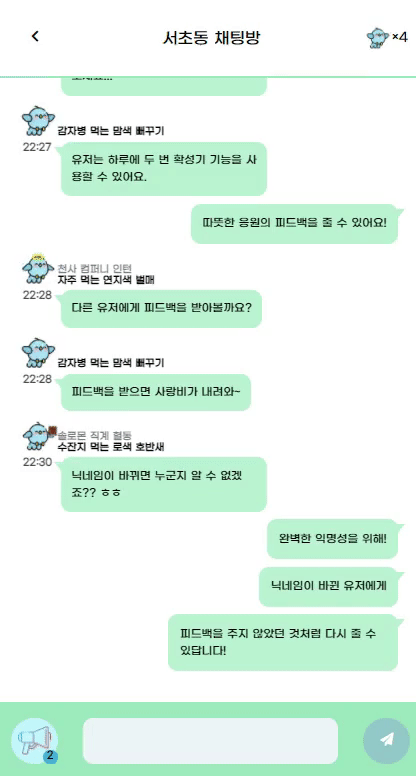 서초동 채팅방
×4
감자병 먹는 맘색 빼꾸기
22:27
유저는 하루에 두 번 확성기 기능을 사
용할 수 있어요.
따뜻한 응원의 피드백을 줄 수 있어요!
천사 컴퍼니 인턴
자주 먹는 연지색 벌매
22:28
다른 유저에게 피드백을 받아볼까요?
감자병 먹는 맘색 빼꾸기
22:28
피드백을 받으면 사랑비가 내려와~
솔로몬 직계 혈통
수잔지 먹는 로색 호반새
22:30
닉네임이 바뀌면 누군지 알 수 없겠
죠?? ㅎㅎ
완벽한 익명성을 위해!
닉네임이 바뀐 유저에게
피드백을 주지 않았던 것처럼 다시 줄 수
있답니다!
2